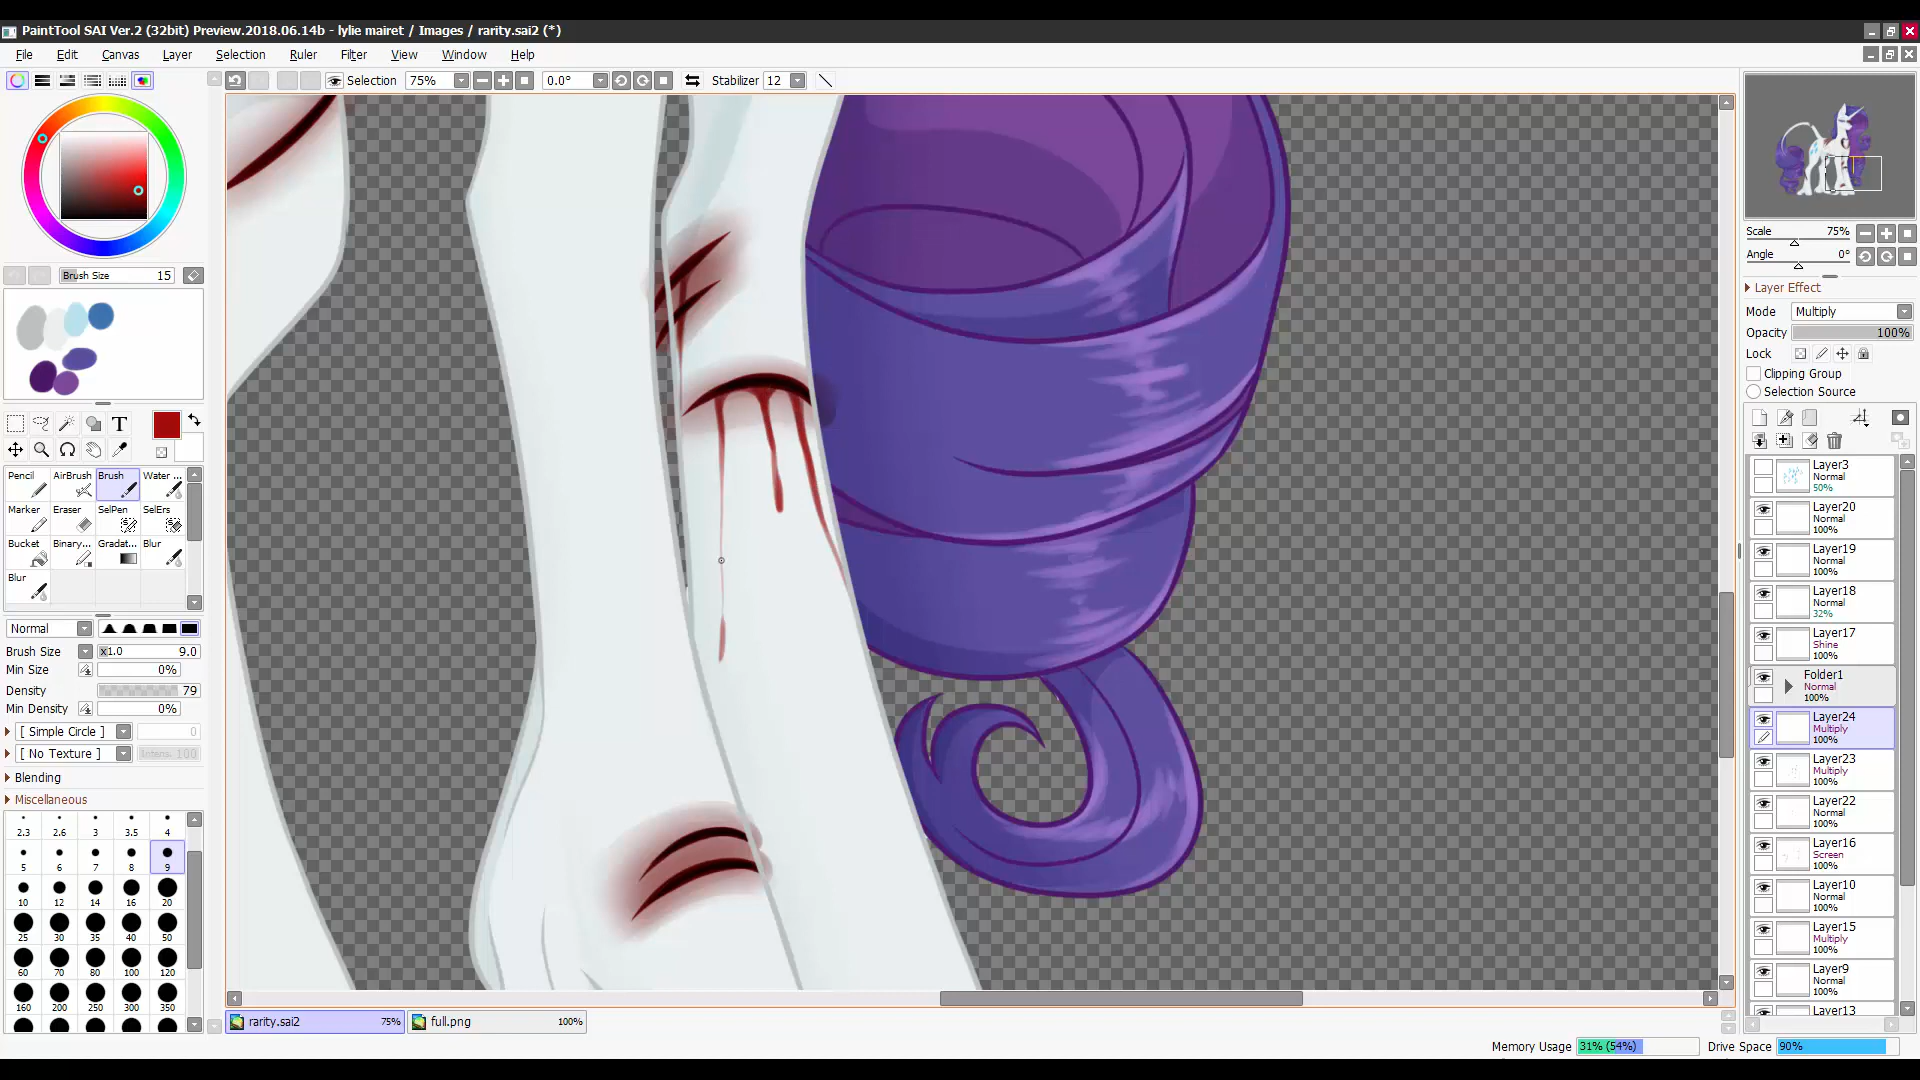 PaintTool SAI Ver.2 (32bit) Preview.2018.06.14b - lylie mairet / Images / rarity.sai2 (*)
File Edit Canvas Layer Selection Ruler Filter View Window Help
Selection 75% 0.0° Stabilizer 12
Brush Size 15
T
Pencil AirBrush Brush Water ...
Marker Eraser SelPen SelErs
Bucket Binary... Gradat... Blur
Blur
Normal
Brush Size x1.0 9.0
Min Size 0%
Density 79
Min Density 0%
[ Simple Circle ] 0
[ No Texture ] Intens. 100
Blending
Miscellaneous
2.3 2.6 3 3.5 4
5 6 7 8 9
10 12 14 16 20
25 30 35 40 50
60 70 80 100 120
160 200 250 300 350
rarity.sai2 75% full.png 100%
Scale 75%
Angle 0°
Layer Effect
Mode Multiply
Opacity 100%
Lock
Clipping Group
Selection Source
Layer3
Normal
50%
Layer20
Normal
100%
Layer19
Normal
100%
Layer18
Normal
32%
Layer17
Shine
100%
Folder1
Normal
100%
Layer24
Multiply
100%
Layer23
Multiply
100%
Layer22
Normal
100%
Layer16
Screen
100%
Layer10
Normal
100%
Layer15
Multiply
100%
Layer9
Normal
100%
Layer13
Memory Usage 31% (54%) Drive Space 90%